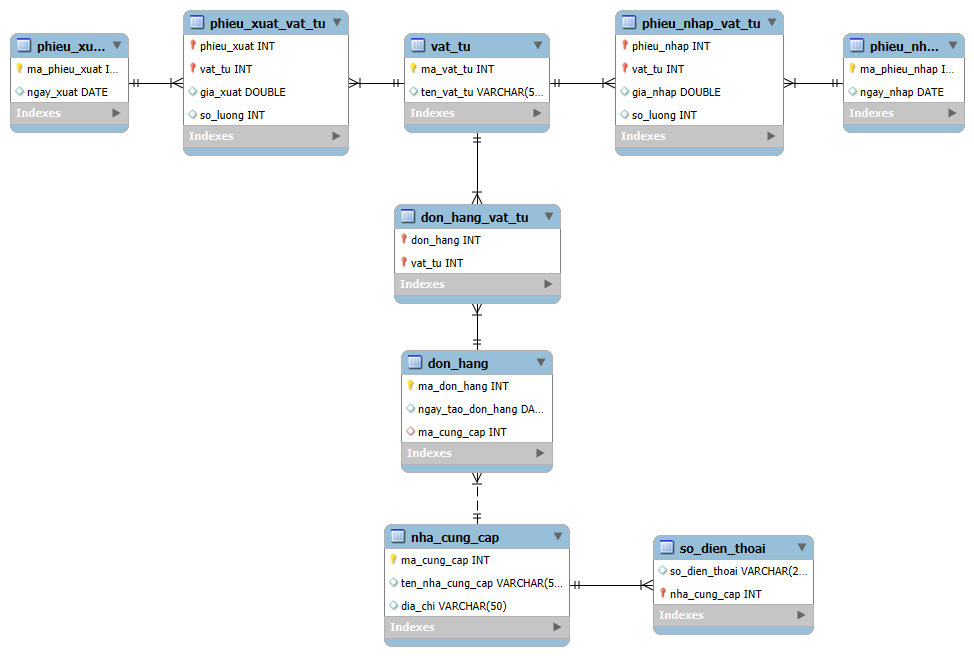 phieu_xu...
ma_phieu_xuat I...
ngay_xuat DATE
Indexes
phieu_xuat_vat_tu
phieu_xuat INT
vat_tu INT
gia_xuat DOUBLE
so_luong INT
Indexes
vat_tu
ma_vat_tu INT
ten_vat_tu VARCHAR(5...
Indexes
phieu_nhap_vat_tu
phieu_nhap INT
vat_tu INT
gia_nhap DOUBLE
so_luong INT
Indexes
phieu_nh...
ma_phieu_nhap I...
ngay_nhap DATE
Indexes
don_hang_vat_tu
don_hang INT
vat_tu INT
Indexes
don_hang
ma_don_hang INT
ngay_tao_don_hang DA...
ma_cung_cap INT
Indexes
nha_cung_cap
ma_cung_cap INT
ten_nha_cung_cap VARCHAR(5...
dia_chi VARCHAR(50)
Indexes
so_dien_thoai
so_dien_thoai VARCHAR(2...
nha_cung_cap INT
Indexes